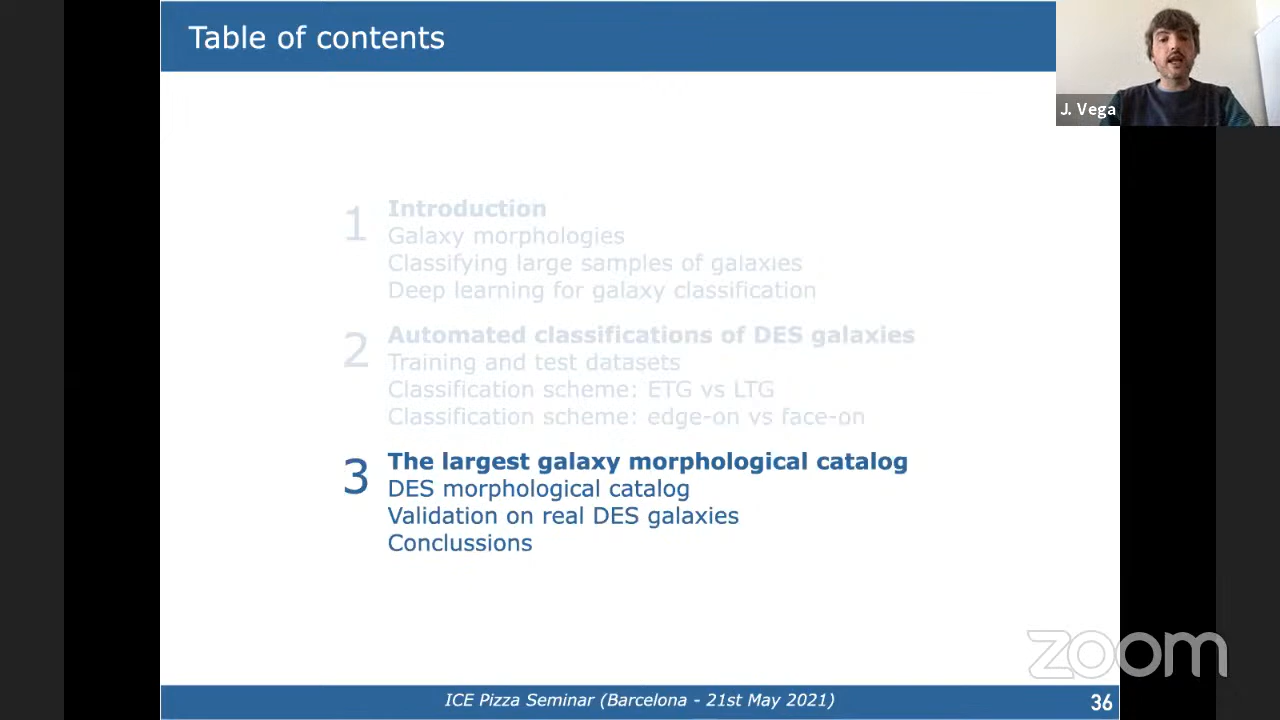 Table of contents
J. Vega
1
Introduction
Galaxy morphologies
Classifying large samples of galaxies
Deep learning for galaxy classification
2
Automated classifications of DES galaxies
Training and test datasets
Classification scheme: ETG vs LTG
Classification scheme: edge-on vs face-on
3
The largest galaxy morphological catalog
DES morphological catalog
Validation on real DES galaxies
Conclussions
zoom
ICE Pizza Seminar (Barcelona - 21st May 2021)
36